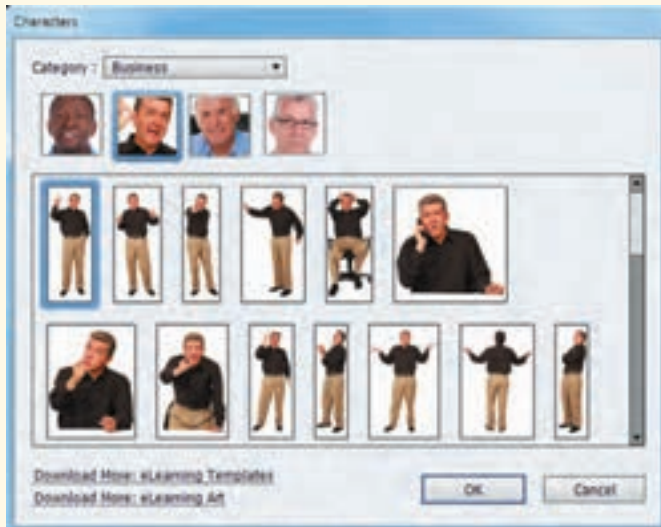 Characters
Category : Business
Download More: eLearning Templates
Download More: eLearning Art
OK
Cancel